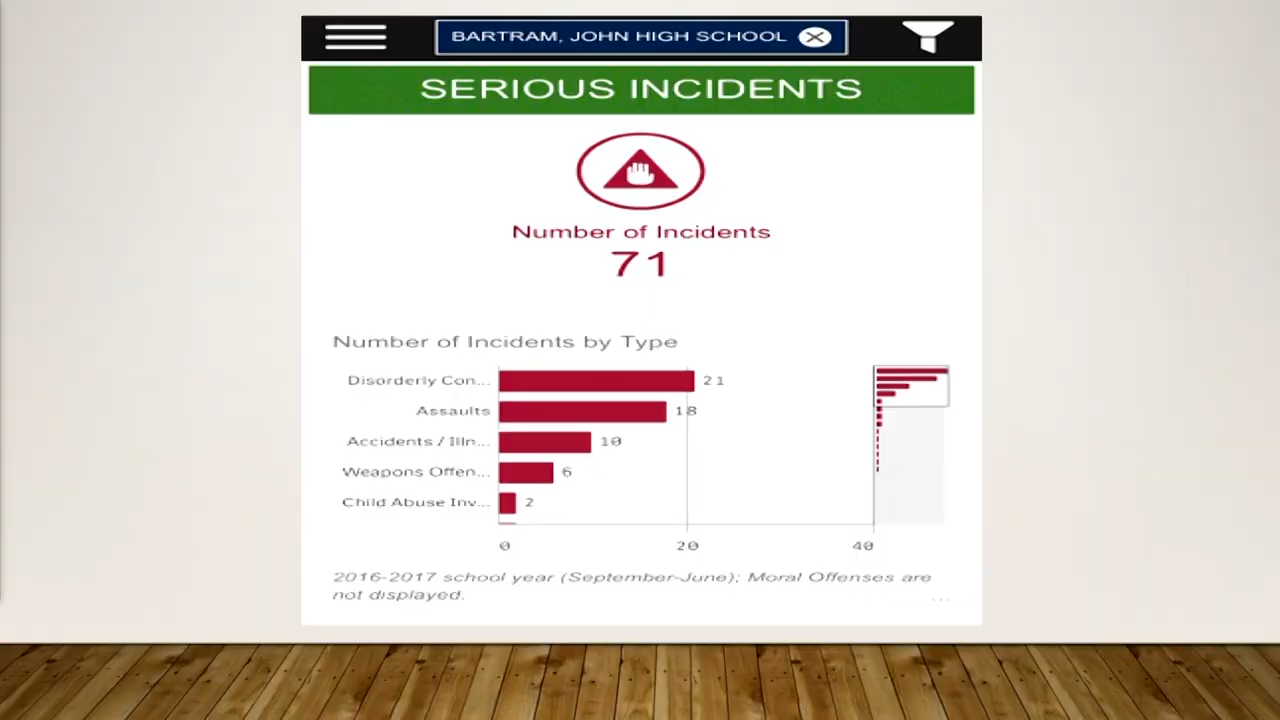 BARTRAM, JOHN HIGH SCHOOL
SERIOUS INCIDENTS
Number of Incidents
71
Number of Incidents by Type
Disorderly Con... 21
Assaults 18
Accidents / Illn... 10
Weapons Offen... 6
Child Abuse Inv... 2
0 20 40
2016-2017 school year (September-June); Moral Offenses are
not displayed.